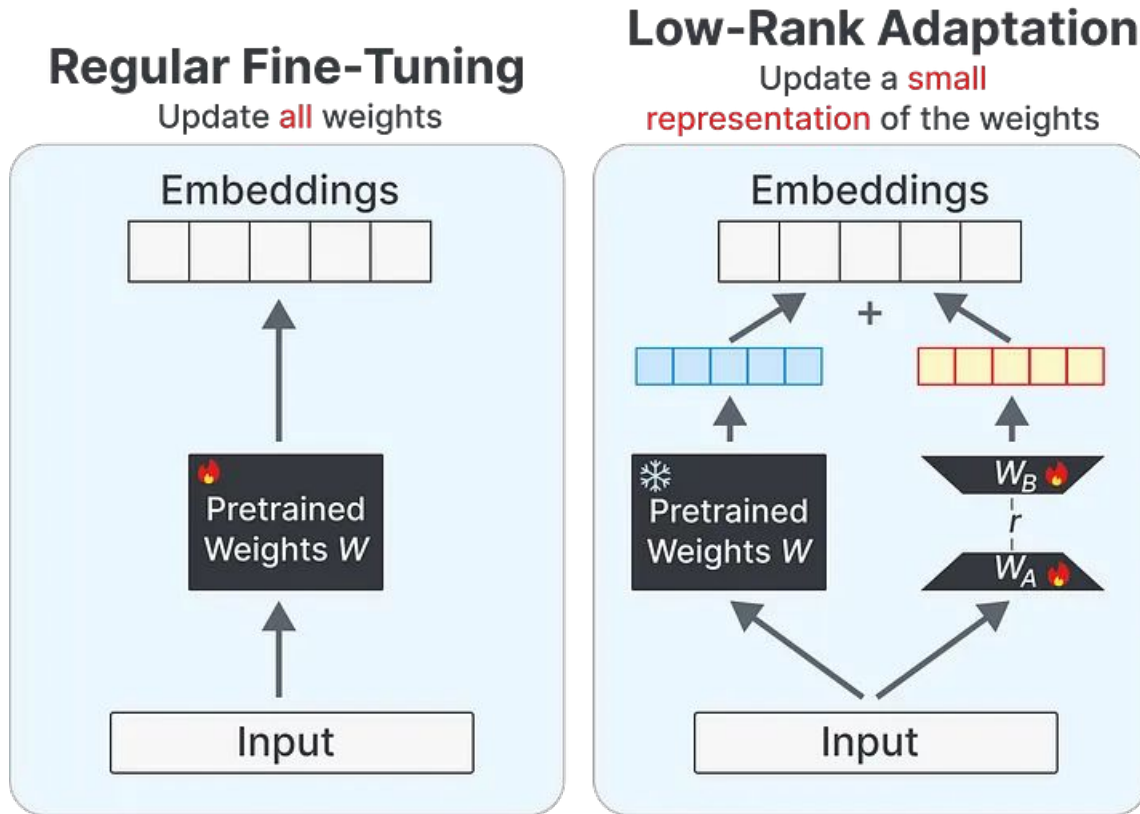 Regular Fine-Tuning
Update all weights
Embeddings
Pretrained
Weights W
Input
Low-Rank Adaptation
Update a small
representation of the weights
Embeddings
+
Pretrained
Weights W
W_B
r
W_A
Input